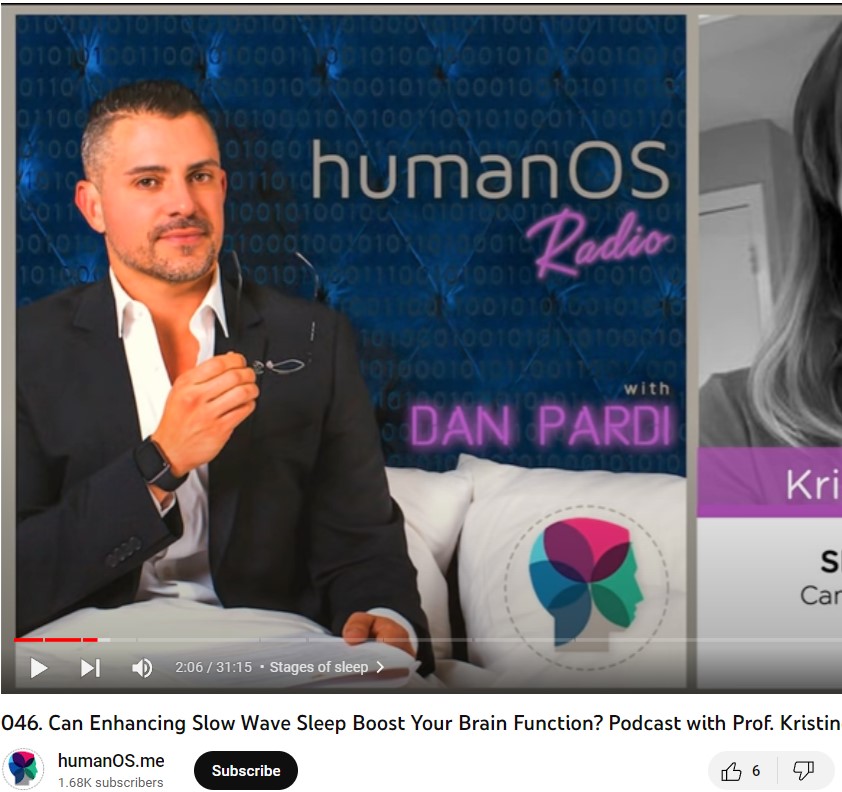 humanOS
Radio
with
DAN PARDI
Kri
S
Car
2:06 / 31:15 • Stages of sleep
046. Can Enhancing Slow Wave Sleep Boost Your Brain Function? Podcast with Prof. Kristin
humanOS.me
1.68K subscribers
Subscribe
6